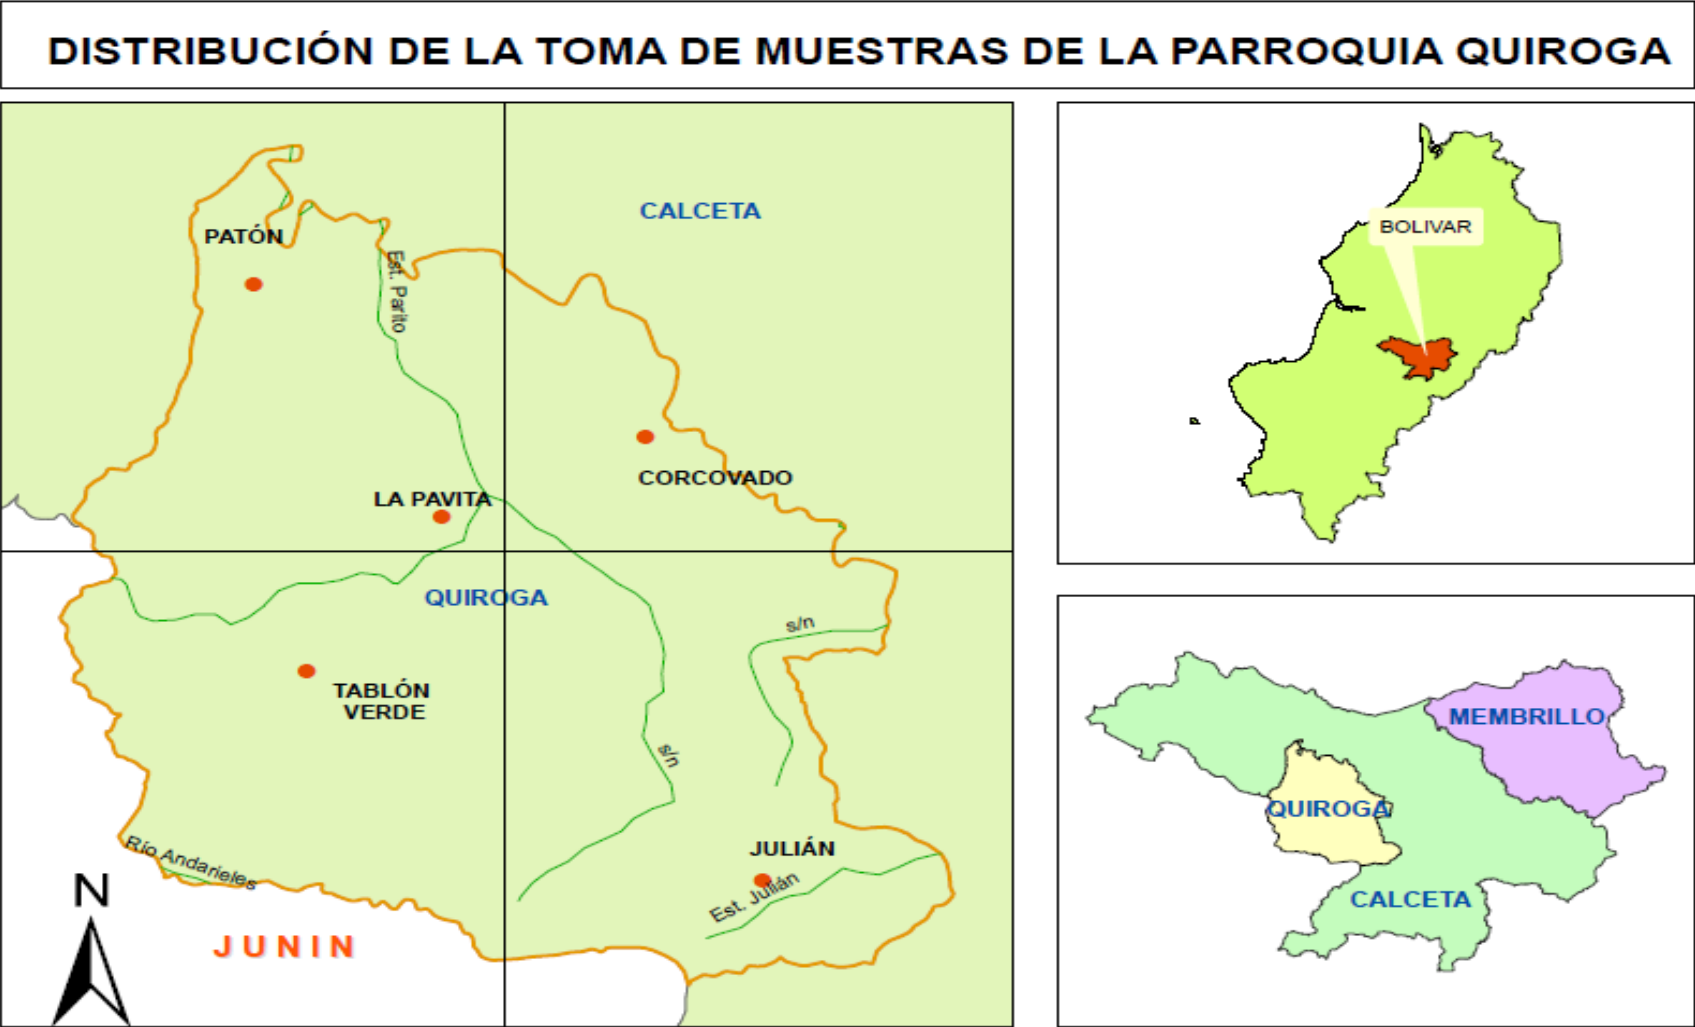 DISTRIBUCIÓN DE LA TOMA DE MUESTRAS DE LA PARROQUIA QUIROGA
CALCETA
PATÓN
Est. Parito
CORCOVADO
LA PAVITA
QUIROGA
s/n
TABLÓN
VERDE
s/n
JULIÁN
Río Andarieles
Est. Julián
N
JUNIN
BOLIVAR
MEMBRILLO
QUIROGA
CALCETA